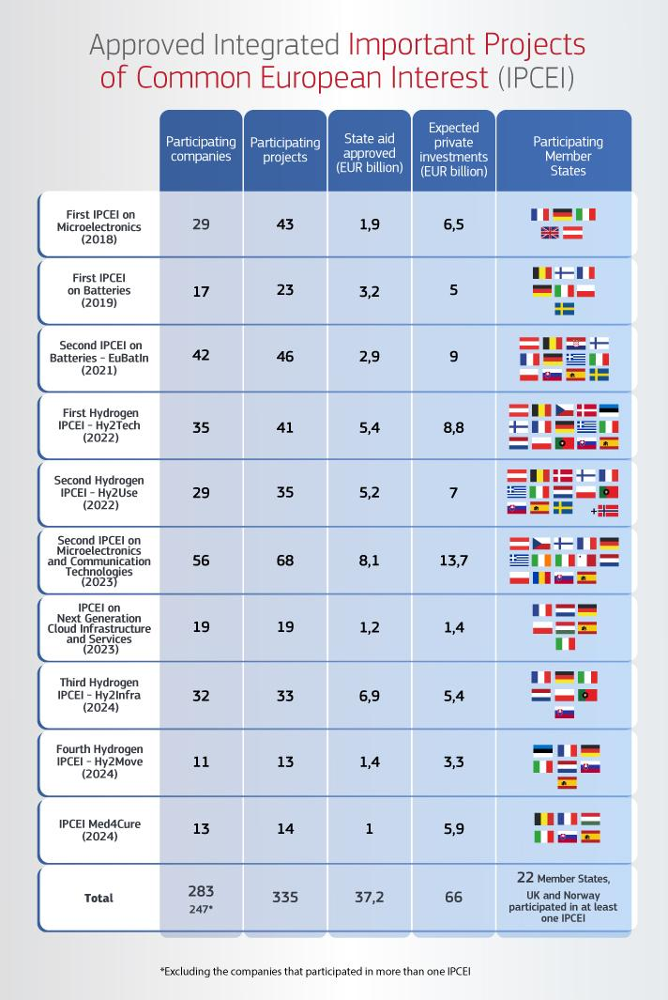 Approved Integrated Important Projects
of Common European Interest (IPCEI)
Participating
companies
Participating
projects
State aid
approved
(EUR billion)
Expected
private
investments
(EUR billion)
Participating
Member
States
First IPCEI on
Microelectronics
(2018)
29
43
1,9
6,5
First IPCEI
on Batteries
(2019)
17
23
3,2
5
Second IPCEI on
Batteries – EuBatIn
(2021)
42
46
2,9
9
First Hydrogen
IPCEI – Hy2Tech
(2022)
35
41
5,4
8,8
Second Hydrogen
IPCEI – Hy2Use
(2022)
29
35
5,2
7
+
Second IPCEI on
Microelectronics
and Communication
Technologies
(2023)
56
68
8,1
13,7
IPCEI on
Next Generation
Cloud Infrastructure
and Services
(2023)
19
19
1,2
1,4
Third Hydrogen
IPCEI – Hy2Infra
(2024)
32
33
6,9
5,4
Fourth Hydrogen
IPCEI – Hy2Move
(2024)
11
13
1,4
3,3
IPCEI Med4Cure
(2024)
13
14
1
5,9
Total
283
247*
335
37,2
66
22 Member States,
UK and Norway
participated in at least
one IPCEI
*Excluding the companies that participated in more than one IPCEI